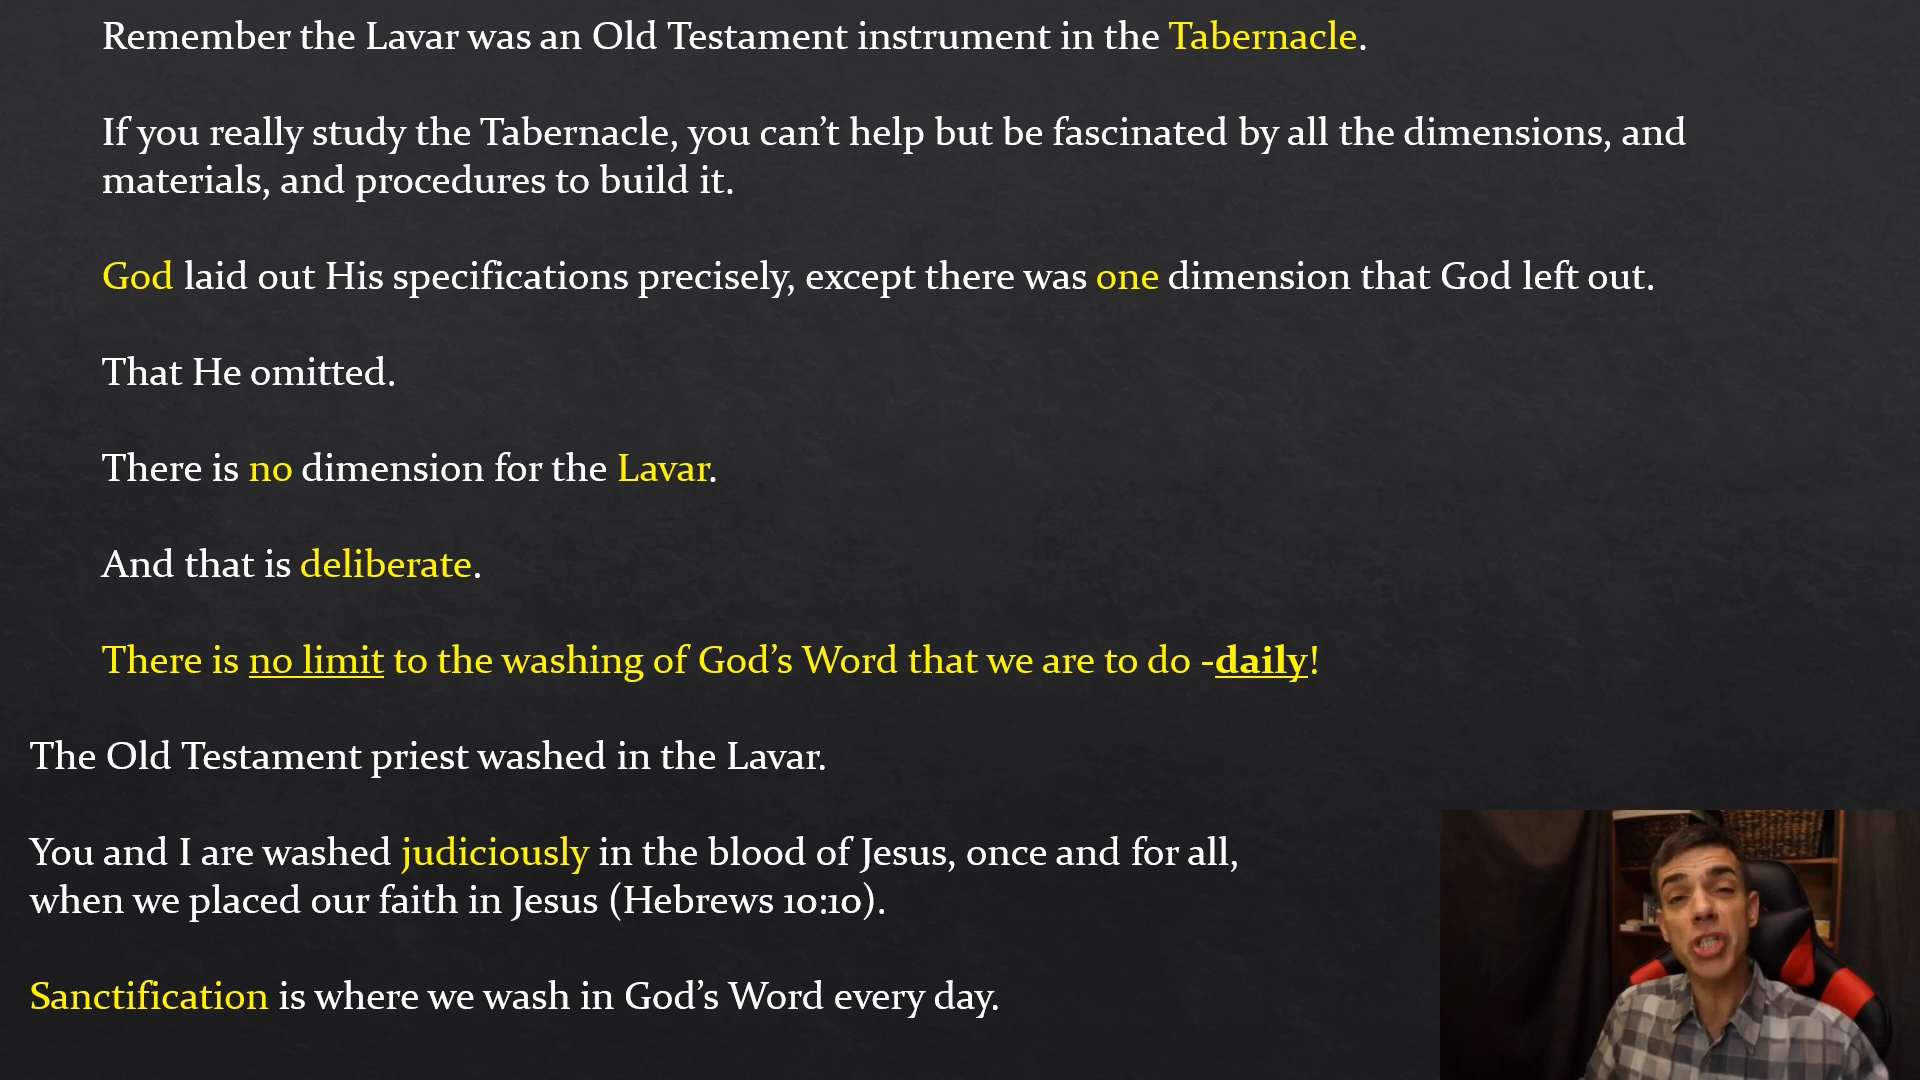 Remember the Lavar was an Old Testament instrument in the Tabernacle.
If you really study the Tabernacle, you can’t help but be fascinated by all the dimensions, and
materials, and procedures to build it.
God laid out His specifications precisely, except there was one dimension that God left out.
That He omitted.
There is no dimension for the Lavar.
And that is deliberate.
There is no limit to the washing of God’s Word that we are to do -daily!
The Old Testament priest washed in the Lavar.
You and I are washed judiciously in the blood of Jesus, once and for all,
when we placed our faith in Jesus (Hebrews 10:10).
Sanctification is where we wash in God’s Word every day.